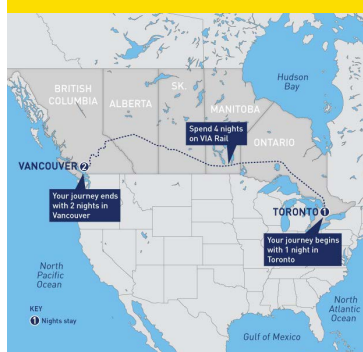 Hudson
Bay
BRITISH
COLUMBIA
ALBERTA
SK.
MANITOBA
ONTARIO
Spend 4 nights
on VIA Rail
VANCOUVER 2
Your journey ends
with 2 nights in
Vancouver
TORONTO 1
Your journey begins
with 1 night in
Toronto
North
Pacific
Ocean
North
Atlantic
Ocean
KEY
1 Nights stay
Gulf of Mexico